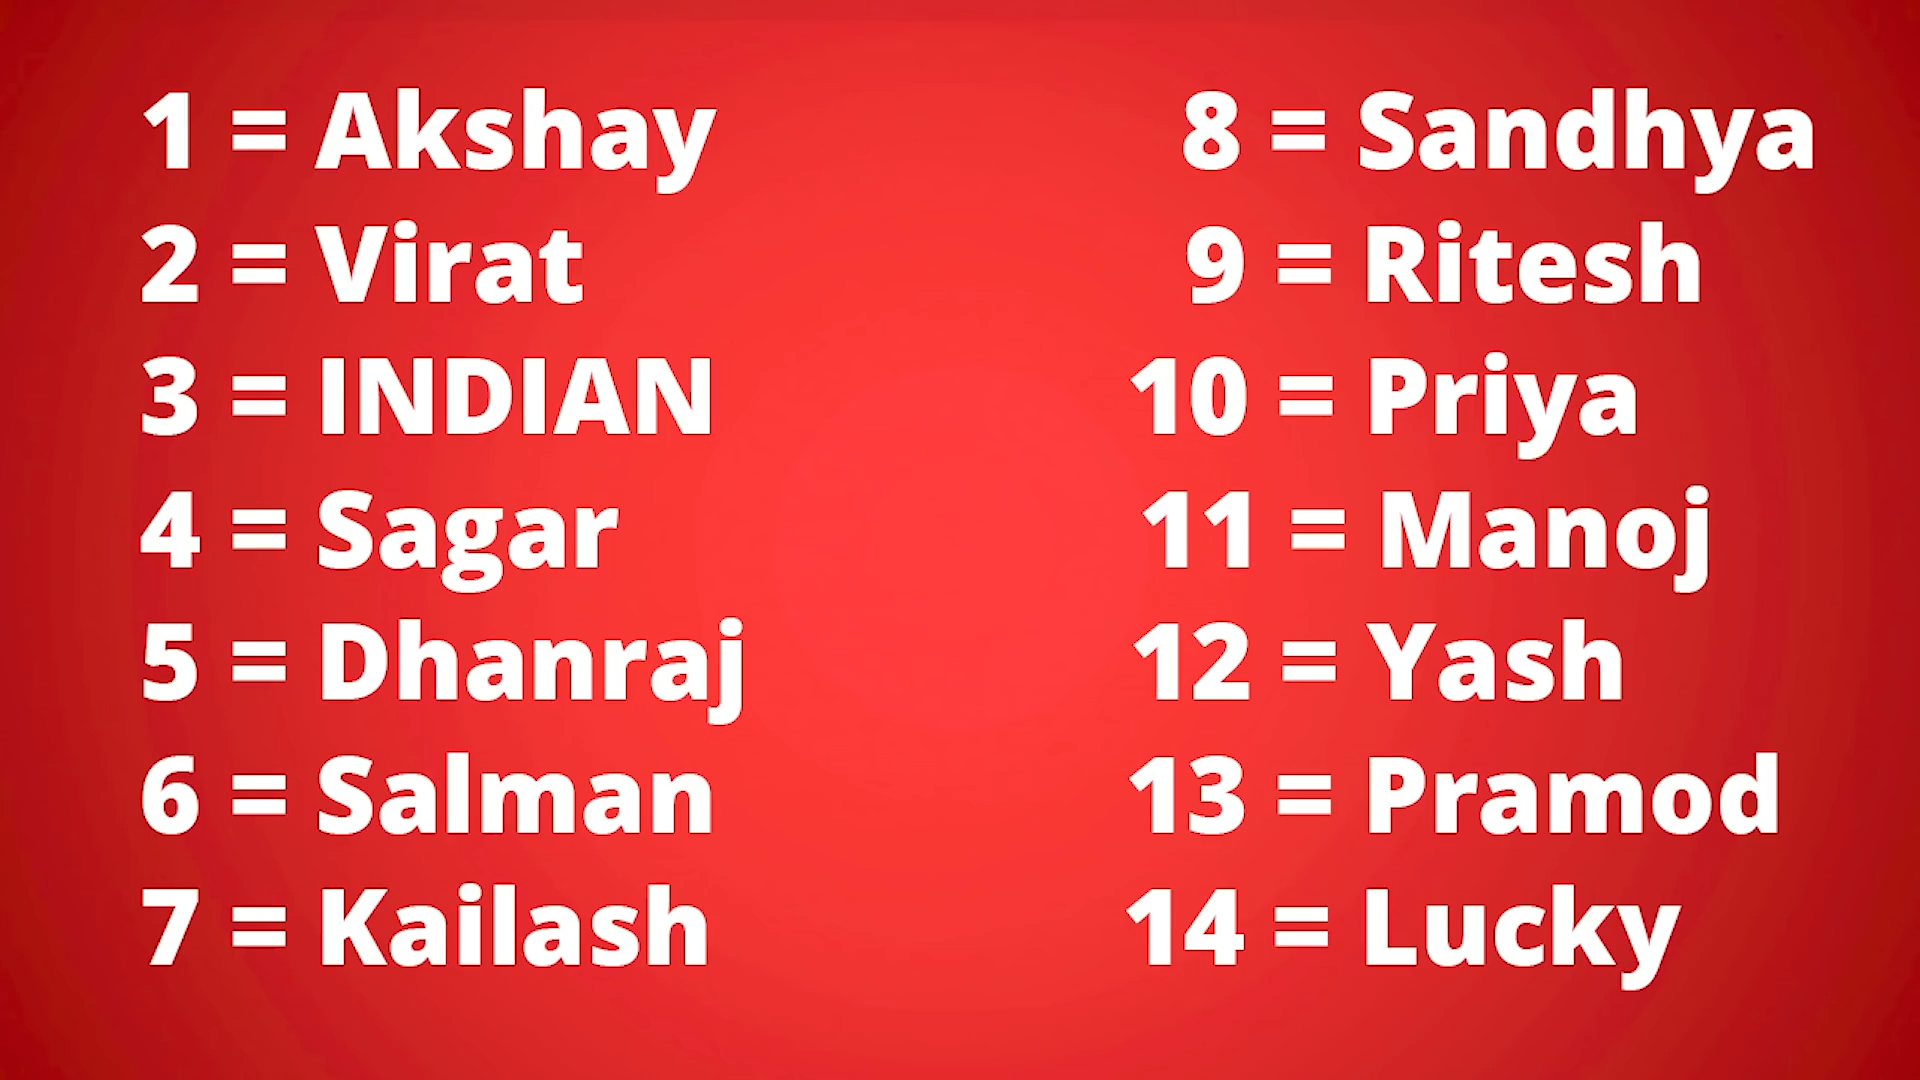 1 = Akshay
2 = Virat
3 = INDIAN
4 = Sagar
5 = Dhanraj
6 = Salman
7 = Kailash
8 = Sandhya
9 = Ritesh
10 = Priya
11 = Manoj
12 = Yash
13 = Pramod
14 = Lucky